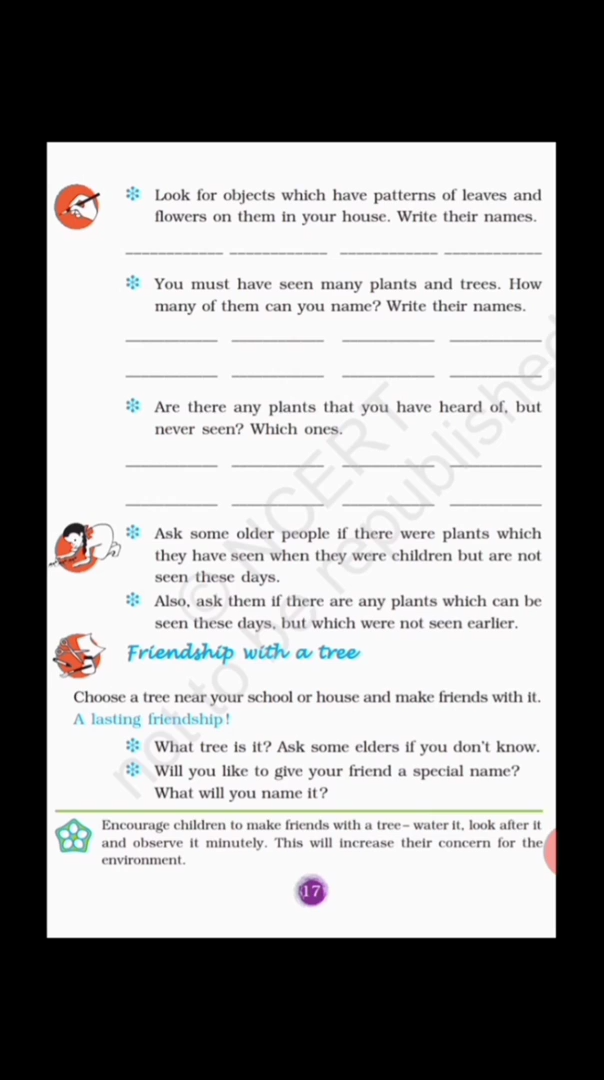 Look for objects which have patterns of leaves and
flowers on them in your house. Write their names.
You must have seen many plants and trees. How
many of them can you name? Write their names.
Are there any plants that you have heard of, but
never seen? Which ones.
Ask some older people if there were plants which
they have seen when they were children but are not
seen these days.
Also, ask them if there are any plants which can be
seen these days, but which were not seen earlier.
Friendship with a tree
Choose a tree near your school or house and make friends with it.
A lasting friendship!
What tree is it? Ask some elders if you don't know.
Will you like to give your friend a special name?
What will you name it?
Encourage children to make friends with a tree – water it, look after it
and observe it minutely. This will increase their concern for the
environment.
17
© NCERT
not to be republished